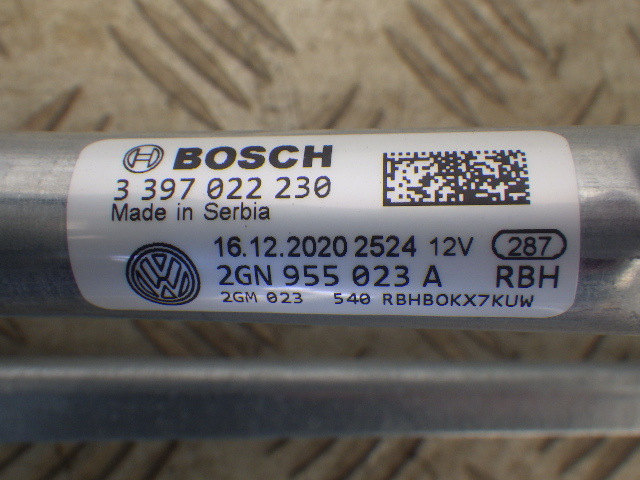 BOSCH
3 397 022 230
Made in Serbia
16.12.2020 2524 12V 287
2GN 955 023 A RBH
2GM 023 540 RBHBOKX7KUW